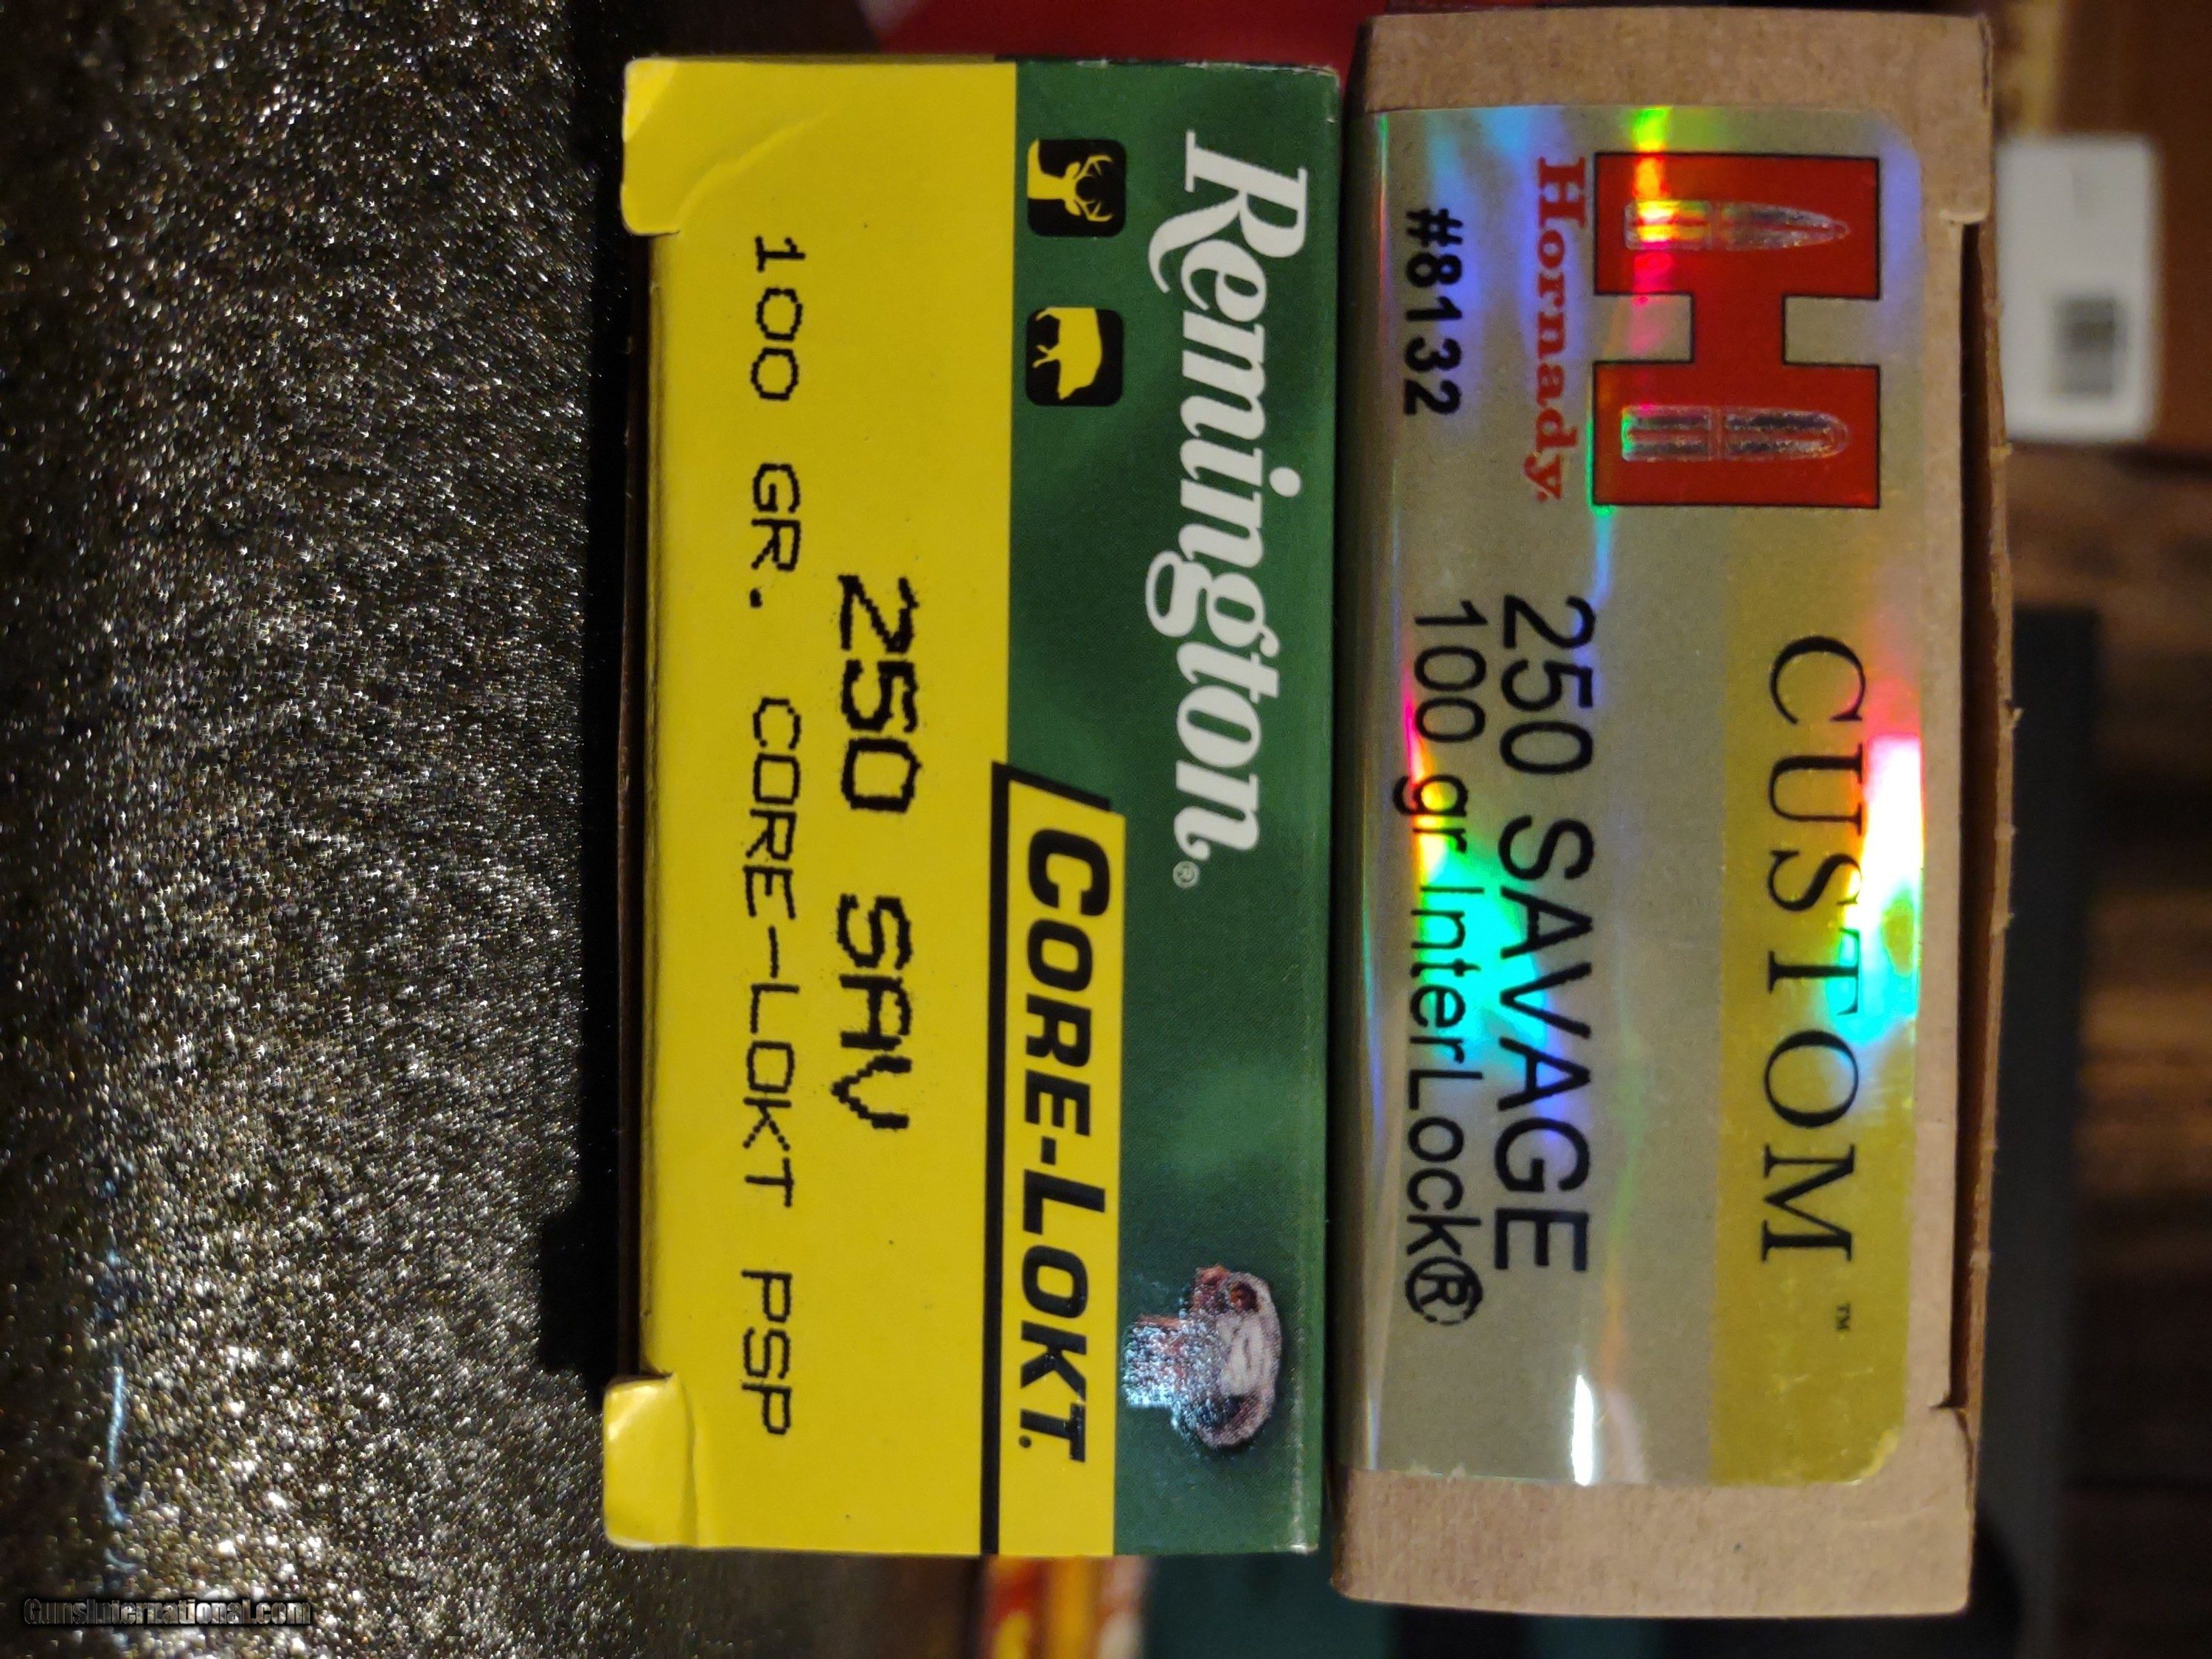 Hornady®
#8132
CUSTOM™
250 SAVAGE
100 gr InterLock®
Remington®
CORE-LOKT®
250 SAV
100 GR. CORE-LOKT PSP
GunsInternational.com